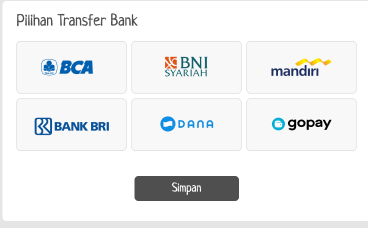 Pilihan Transfer Bank
BCA
BNI
SYARIAH
mandiri
BANK BRI
DANA
gopay
Simpan